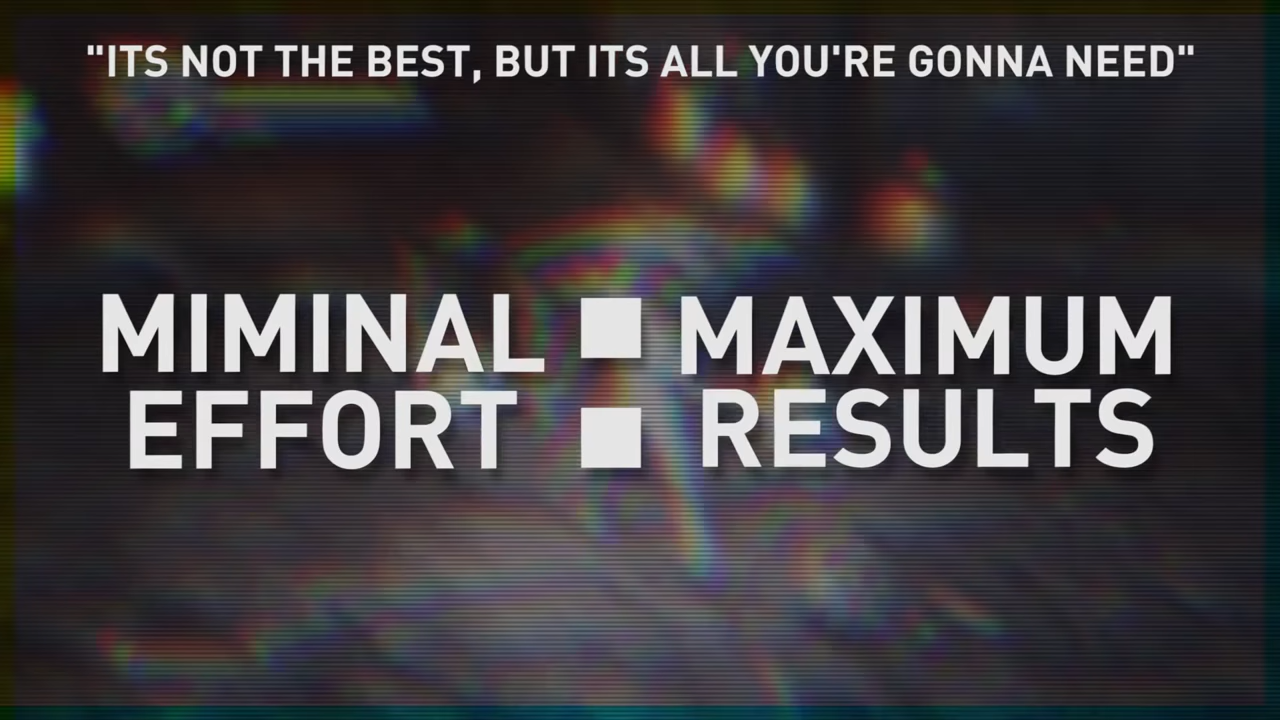 "ITS NOT THE BEST, BUT ITS ALL YOU'RE GONNA NEED"
MIMINAL EFFORT : MAXIMUM RESULTS